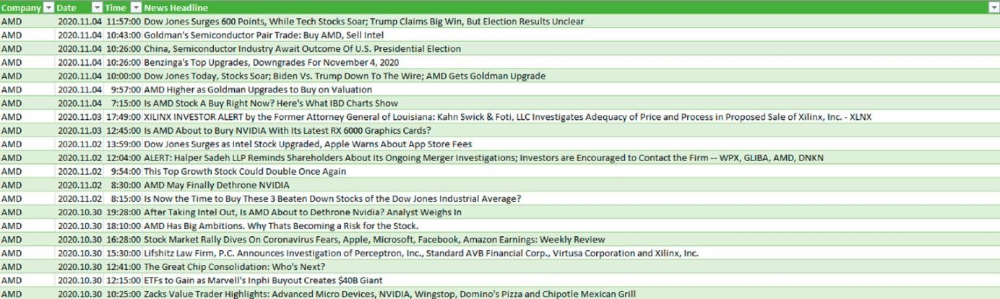 Company Date Time News Headline
AMD 2020.11.04 11:57:00 Dow Jones Surges 600 Points, While Tech Stocks Soar; Trump Claims Big Win, But Election Results Unclear
AMD 2020.11.04 10:43:00 Goldman's Semiconductor Pair Trade: Buy AMD, Sell Intel
AMD 2020.11.04 10:26:00 China, Semiconductor Industry Await Outcome Of U.S. Presidential Election
AMD 2020.11.04 10:26:00 Benzinga's Top Upgrades, Downgrades For November 4, 2020
AMD 2020.11.04 10:00:00 Dow Jones Today, Stocks Soar; Biden Vs. Trump Down To The Wire; AMD Gets Goldman Upgrade
AMD 2020.11.04 9:57:00 AMD Higher as Goldman Upgrades to Buy on Valuation
AMD 2020.11.04 7:15:00 Is AMD Stock A Buy Right Now? Here's What IBD Charts Show
AMD 2020.11.03 17:49:00 XILINX INVESTOR ALERT by the Former Attorney General of Louisiana: Kahn Swick & Foti, LLC Investigates Adequacy of Price and Process in Proposed Sale of Xilinx, Inc. - XLNX
AMD 2020.11.03 12:45:00 Is AMD About to Bury NVIDIA With Its Latest RX 6000 Graphics Cards?
AMD 2020.11.02 13:59:00 Dow Jones Surges as Intel Stock Upgraded, Apple Warns About App Store Fees
AMD 2020.11.02 12:04:00 ALERT: Halper Sadeh LLP Reminds Shareholders About Its Ongoing Merger Investigations; Investors are Encouraged to Contact the Firm -- WPX, GLIBA, AMD, DNKN
AMD 2020.11.02 9:54:00 This Top Growth Stock Could Double Once Again
AMD 2020.11.02 8:30:00 AMD May Finally Dethrone NVIDIA
AMD 2020.11.02 8:15:00 Is Now the Time to Buy These 3 Beaten Down Stocks of the Dow Jones Industrial Average?
AMD 2020.10.30 19:28:00 After Taking Intel Out, Is AMD About to Dethrone Nvidia? Analyst Weighs In
AMD 2020.10.30 18:10:00 AMD Has Big Ambitions. Why Thats Becoming a Risk for the Stock.
AMD 2020.10.30 16:28:00 Stock Market Rally Dives On Coronavirus Fears, Apple, Microsoft, Facebook, Amazon Earnings: Weekly Review
AMD 2020.10.30 15:30:00 Lifshitz Law Firm, P.C. Announces Investigation of Perceptron, Inc., Standard AVB Financial Corp., Virtusa Corporation and Xilinx, Inc.
AMD 2020.10.30 12:41:00 The Great Chip Consolidation: Who's Next?
AMD 2020.10.30 12:15:00 ETFs to Gain as Marvell's Inphi Buyout Creates $40B Giant
AMD 2020.10.30 10:25:00 Zacks Value Trader Highlights: Advanced Micro Devices, NVIDIA, Wingstop, Domino's Pizza and Chipotle Mexican Grill